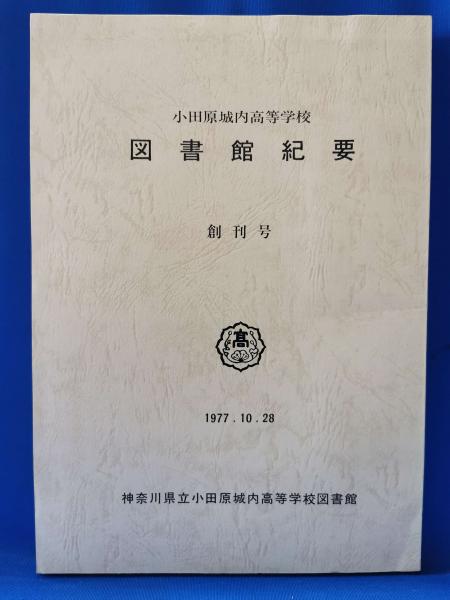 小田原城内高等学校
図書館紀要
創刊号
髙
1977.10.28
神奈川県立小田原城内高等学校図書館